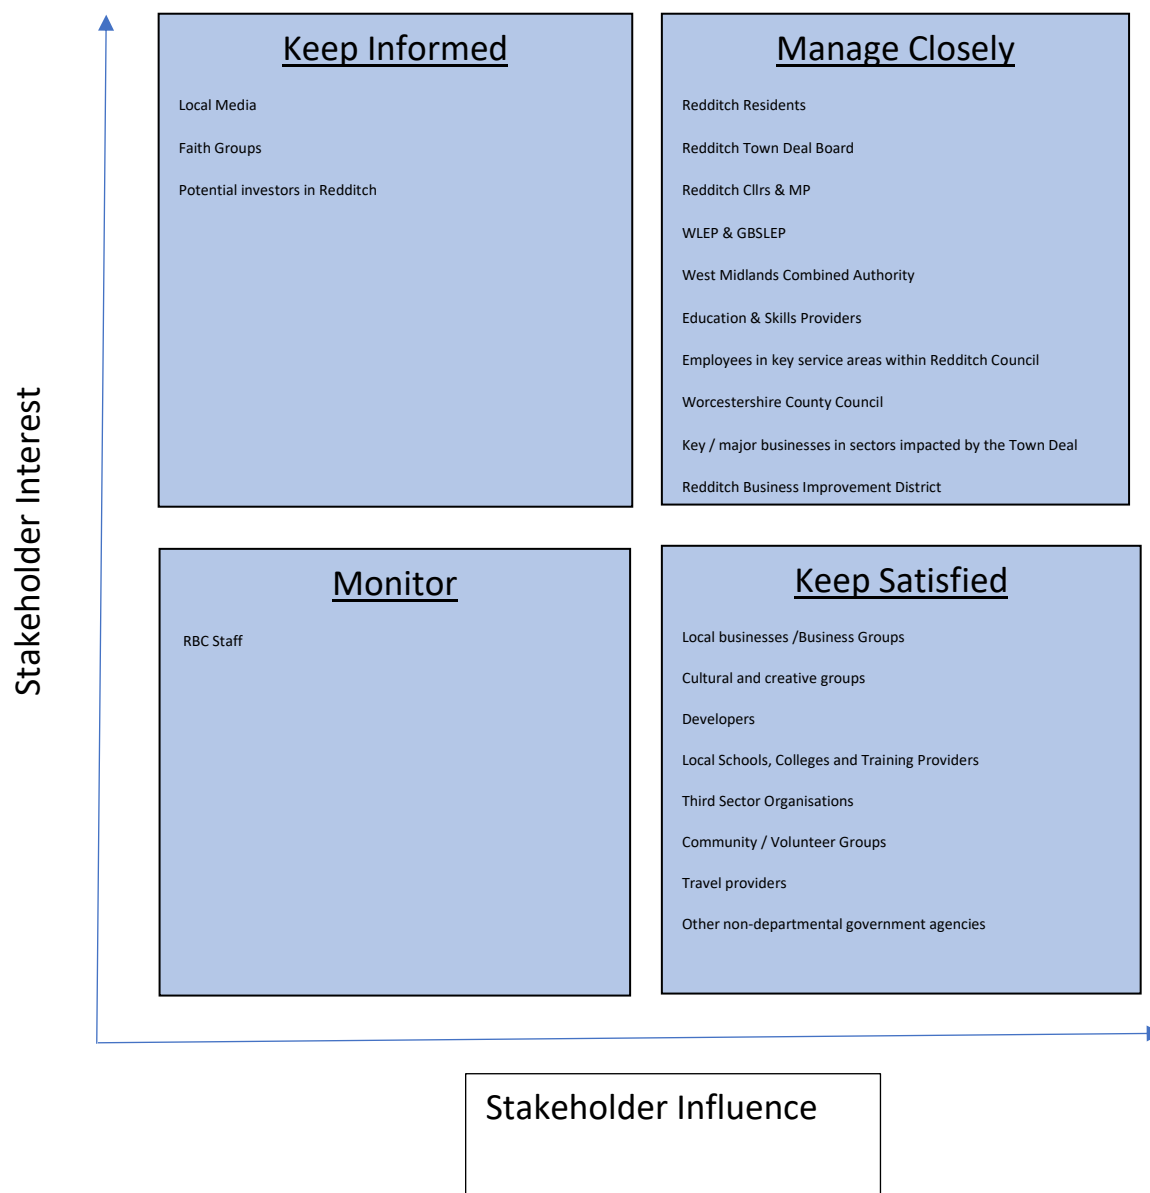 Keep Informed
Local Media
Faith Groups
Potential investors in Redditch
Manage Closely
Redditch Residents
Redditch Town Deal Board
Redditch Cllrs & MP
WLEP & GBSLEP
West Midlands Combined Authority
Education & Skills Providers
Employees in key service areas within Redditch Council
Worcestershire County Council
Key / major businesses in sectors impacted by the Town Deal
Redditch Business Improvement District
Stakeholder Interest
Monitor
RBC Staff
Keep Satisfied
Local businesses /Business Groups
Cultural and creative groups
Developers
Local Schools, Colleges and Training Providers
Third Sector Organisations
Community / Volunteer Groups
Travel providers
Other non-departmental government agencies
Stakeholder Influence